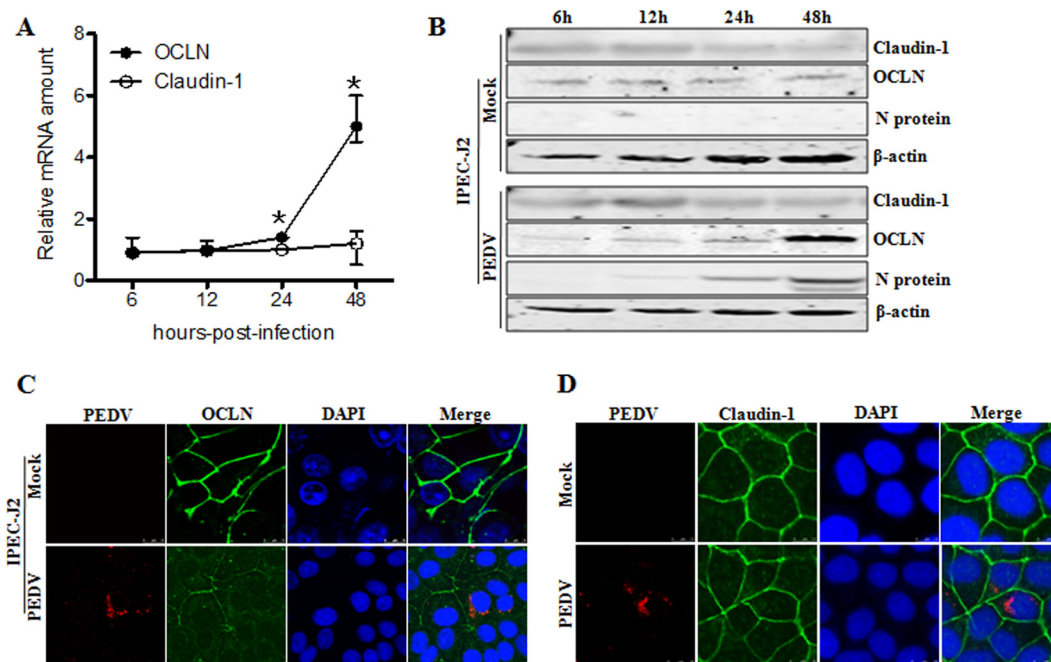 A
8
6
4
2
0
Relative mRNA amount
OCLN
Claudin-1
*
*
6
12
24
48
hours-post-infection
B
6h
12h
24h
48h
IPEC-J2
Mock
Claudin-1
OCLN
N protein
β-actin
PEDV
Claudin-1
OCLN
N protein
β-actin
C
PEDV
OCLN
DAPI
Merge
IPEC-J2
Mock
PEDV
D
PEDV
Claudin-1
DAPI
Merge
Mock
PEDV